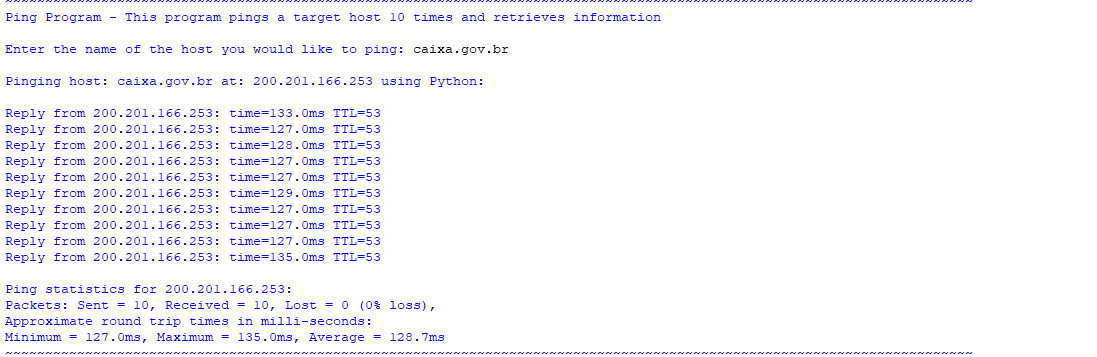 ~~~~~~~~~~~~~~~~~~~~~~~~~~~~~~~~~~~~~~~~~~~~~~~~~~~~~~~~~~~~~~~~~~~~~~~~~~~~~~~~~~~~~~~~~~~~~~~~~~~~~~~~~~~~~~~~~~~~~~~~~
Ping Program - This program pings a target host 10 times and retrieves information
Enter the name of the host you would like to ping: caixa.gov.br
Pinging host: caixa.gov.br at: 200.201.166.253 using Python:
Reply from 200.201.166.253: time=133.0ms TTL=53
Reply from 200.201.166.253: time=127.0ms TTL=53
Reply from 200.201.166.253: time=128.0ms TTL=53
Reply from 200.201.166.253: time=127.0ms TTL=53
Reply from 200.201.166.253: time=127.0ms TTL=53
Reply from 200.201.166.253: time=129.0ms TTL=53
Reply from 200.201.166.253: time=127.0ms TTL=53
Reply from 200.201.166.253: time=127.0ms TTL=53
Reply from 200.201.166.253: time=127.0ms TTL=53
Reply from 200.201.166.253: time=135.0ms TTL=53
Ping statistics for 200.201.166.253:
Packets: Sent = 10, Received = 10, Lost = 0 (0% loss),
Approximate round trip times in milli-seconds:
Minimum = 127.0ms, Maximum = 135.0ms, Average = 128.7ms
~~~~~~~~~~~~~~~~~~~~~~~~~~~~~~~~~~~~~~~~~~~~~~~~~~~~~~~~~~~~~~~~~~~~~~~~~~~~~~~~~~~~~~~~~~~~~~~~~~~~~~~~~~~~~~~~~~~~~~~~~